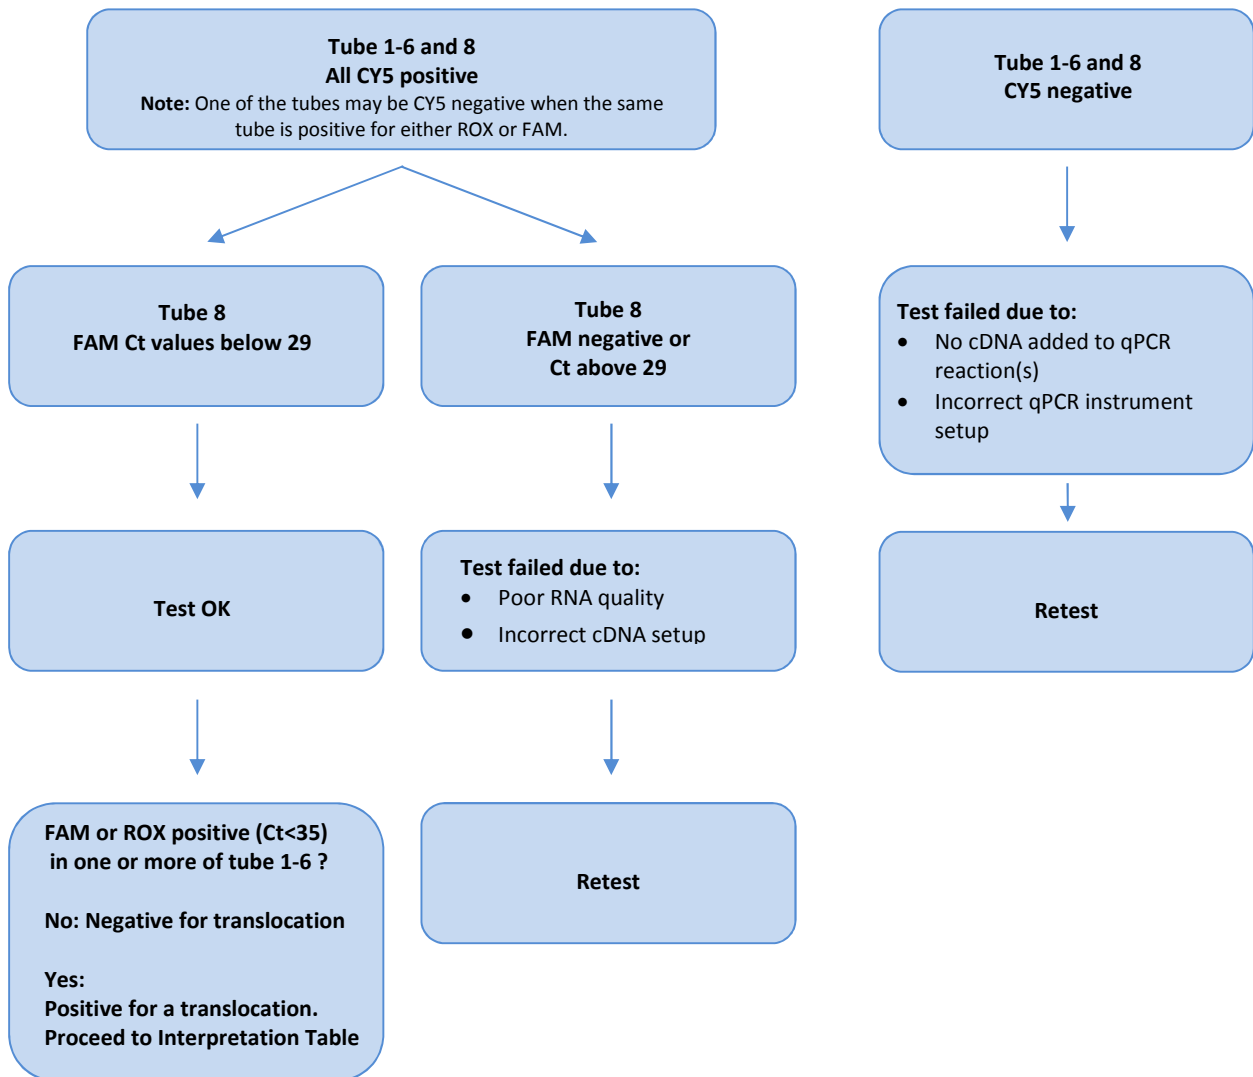 Tube 1-6 and 8
All CY5 positive
Note: One of the tubes may be CY5 negative when the same
tube is positive for either ROX or FAM.
Tube 1-6 and 8
CY5 negative
Tube 8
FAM Ct values below 29
Tube 8
FAM negative or
Ct above 29
Test failed due to:
• No cDNA added to qPCR
reaction(s)
• Incorrect qPCR instrument
setup
Test OK
Test failed due to:
• Poor RNA quality
• Incorrect cDNA setup
Retest
FAM or ROX positive (Ct<35)
in one or more of tube 1-6 ?
No: Negative for translocation
Yes:
Positive for a translocation.
Proceed to Interpretation Table
Retest